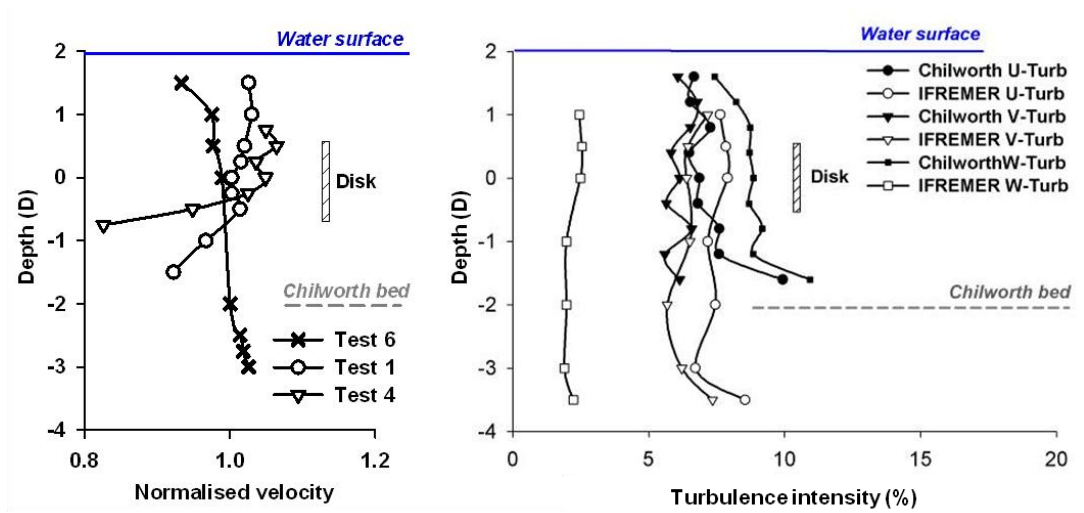 Water surface
2
1
0
-1
-2
-3
-4
Depth (D)
Disk
Chilworth bed
Test 6
Test 1
Test 4
0.8
1.0
1.2
Normalised velocity
Water surface
2
1
0
-1
-2
-3
-4
Depth (D)
Chilworth U-Turb
IFREMER U-Turb
Chilworth V-Turb
IFREMER V-Turb
ChilworthW-Turb
IFREMER W-Turb
Disk
Chilworth bed
0
5
10
15
20
Turbulence intensity (%)